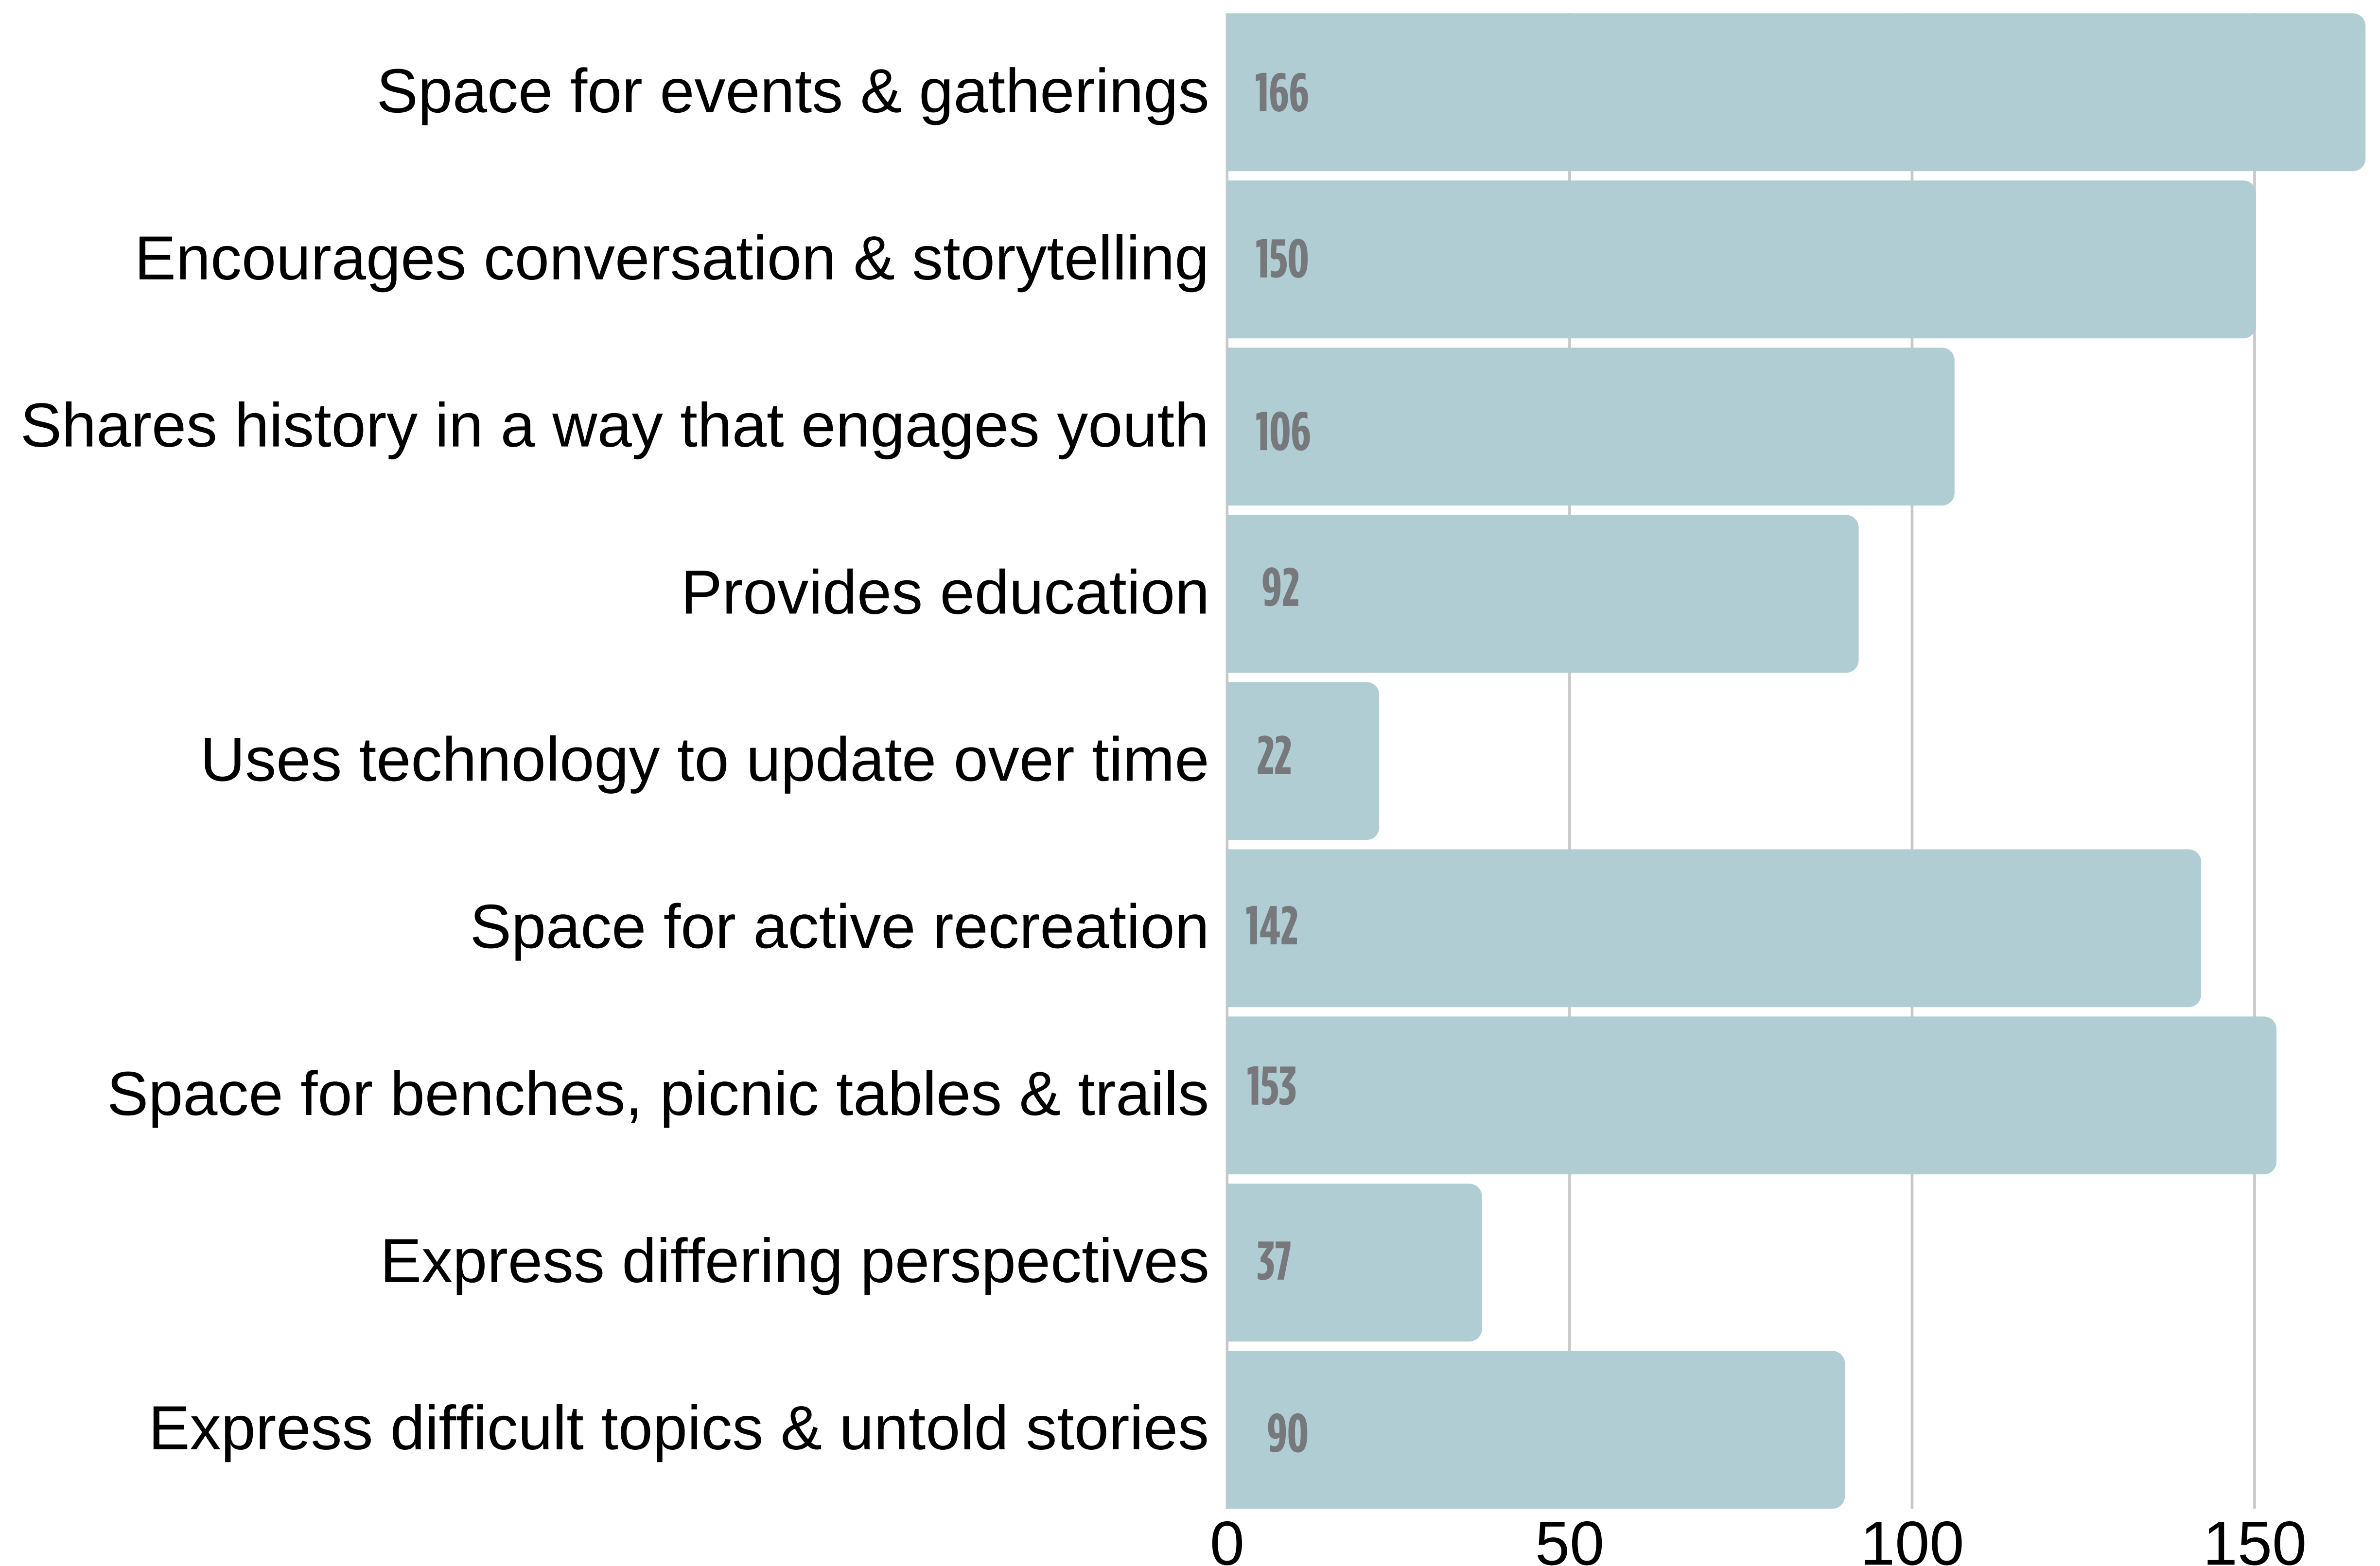 Space for events & gatherings 166
Encourages conversation & storytelling 150
Shares history in a way that engages youth 106
Provides education 92
Uses technology to update over time 22
Space for active recreation 142
Space for benches, picnic tables & trails 153
Express differing perspectives 37
Express difficult topics & untold stories 90
0 50 100 150